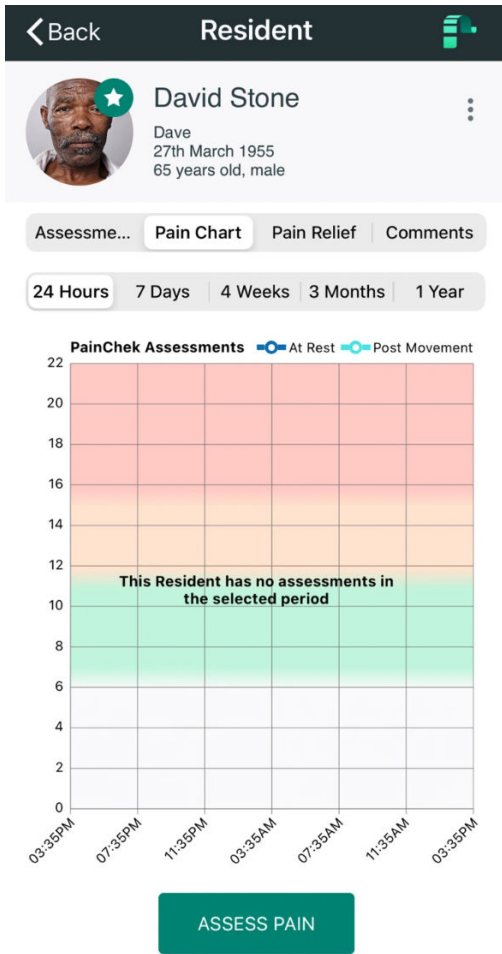 Back Resident
David Stone
Dave
27th March 1955
65 years old, male
Assessme... Pain Chart Pain Relief Comments
24 Hours 7 Days 4 Weeks 3 Months 1 Year
PainChek Assessments At Rest Post Movement
22
20
18
16
14
12
This Resident has no assessments in
the selected period
10
8
6
4
2
0
03:35PM 07:35PM 11:35PM 03:35AM 07:35AM 11:35AM 03:35PM
ASSESS PAIN